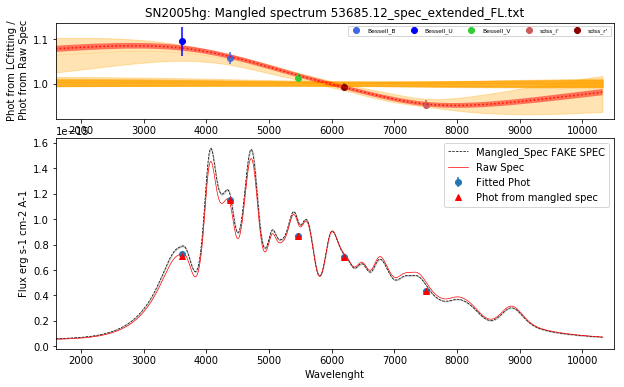 SN2005hg: Mangled spectrum 53685.12_spec_extended_FL.txt
Phot from LCfitting /
Phot from Raw Spec
1.1
1.0
Bessell_B
Bessell_U
Bessell_V
sdss_i'
sdss_r'
2000 3000 4000 5000 6000 7000 8000 9000 10000
Flux erg s-1 cm-2 A-1
1.6
1.4
1.2
1.0
0.8
0.6
0.4
0.2
0.0
Mangled_Spec FAKE SPEC
Raw Spec
Fitted Phot
Phot from mangled spec
2000 3000 4000 5000 6000 7000 8000 9000 10000
Wavelenght